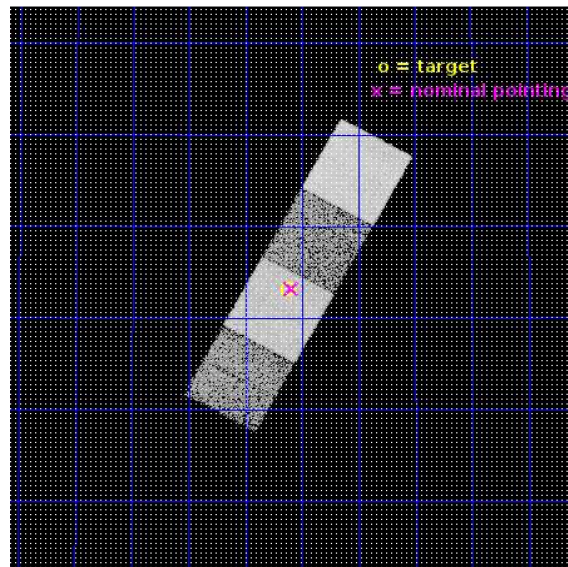 o = target
x = nominal pointing